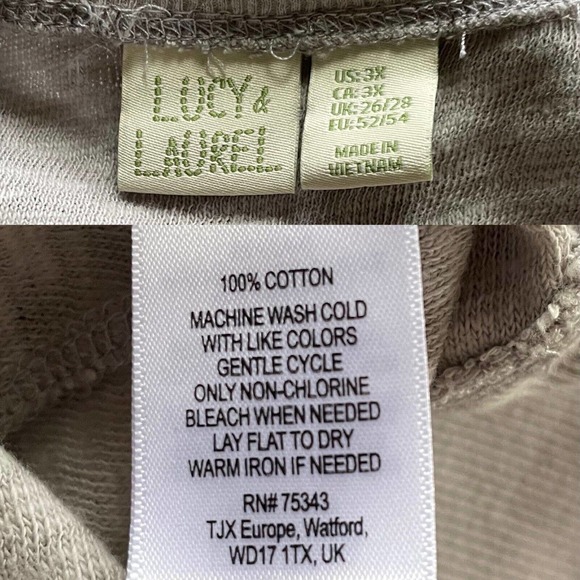 LUCY &
LAUREL
US: 3X
CA: 3X
UK: 26/28
EU: 52/54
MADE IN
VIETNAM
100% COTTON
MACHINE WASH COLD
WITH LIKE COLORS
GENTLE CYCLE
ONLY NON-CHLORINE
BLEACH WHEN NEEDED
LAY FLAT TO DRY
WARM IRON IF NEEDED
RN# 75343
TJX Europe, Watford,
WD17 1TX, UK